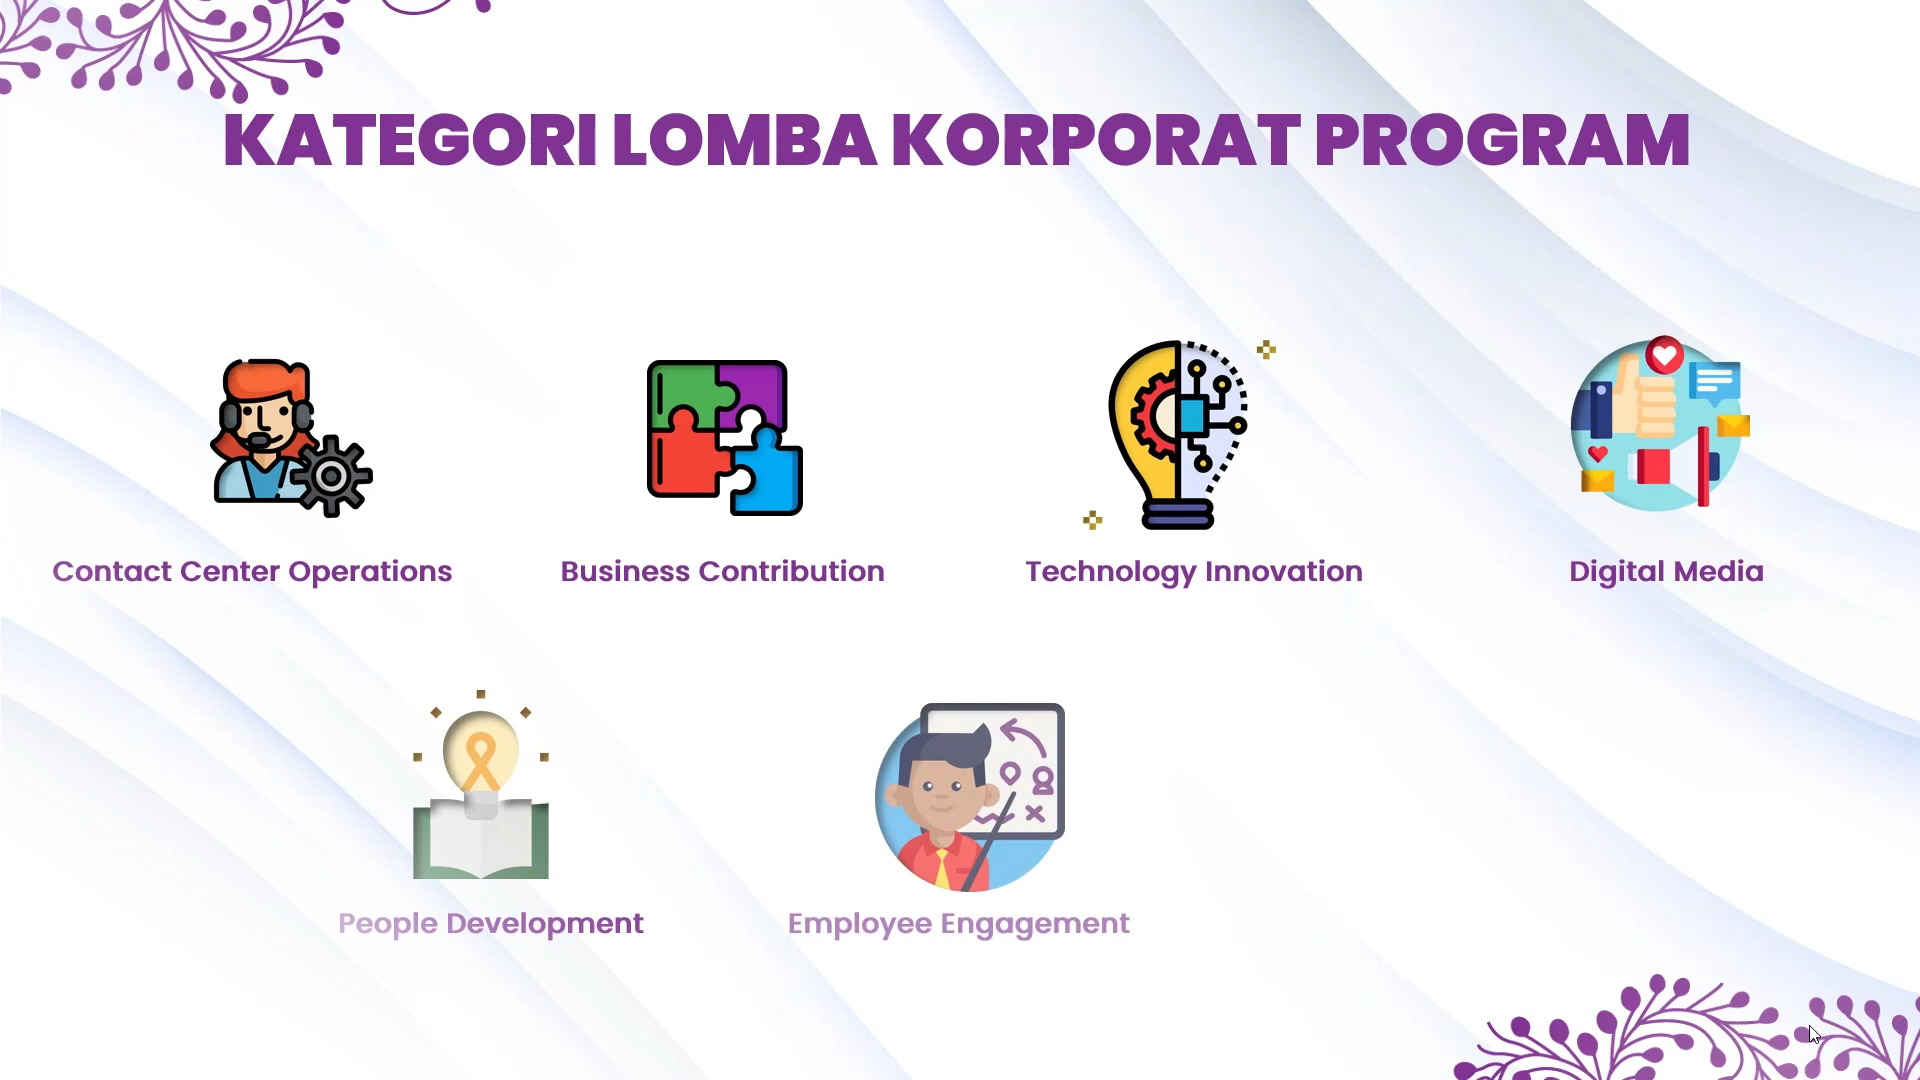 KATEGORI LOMBA KORPORAT PROGRAM
Contact Center Operations
Business Contribution
Technology Innovation
Digital Media
People Development
Employee Engagement